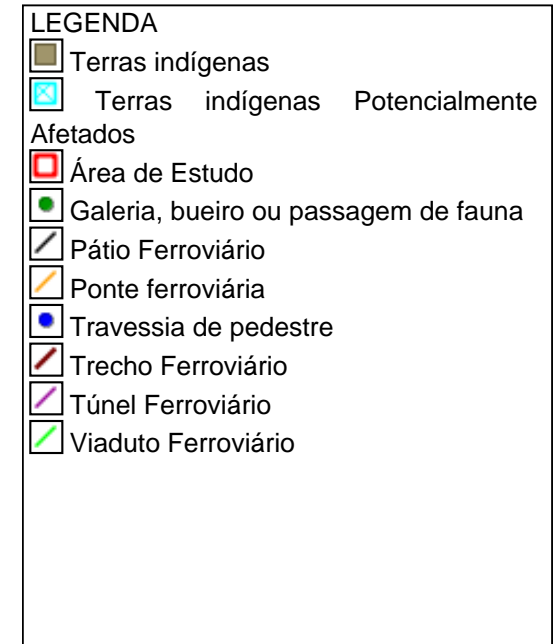 LEGENDA
Terras indígenas
Terras indígenas Potencialmente
Afetados
Área de Estudo
Galeria, bueiro ou passagem de fauna
Pátio Ferroviário
Ponte ferroviária
Travessia de pedestre
Trecho Ferroviário
Túnel Ferroviário
Viaduto Ferroviário